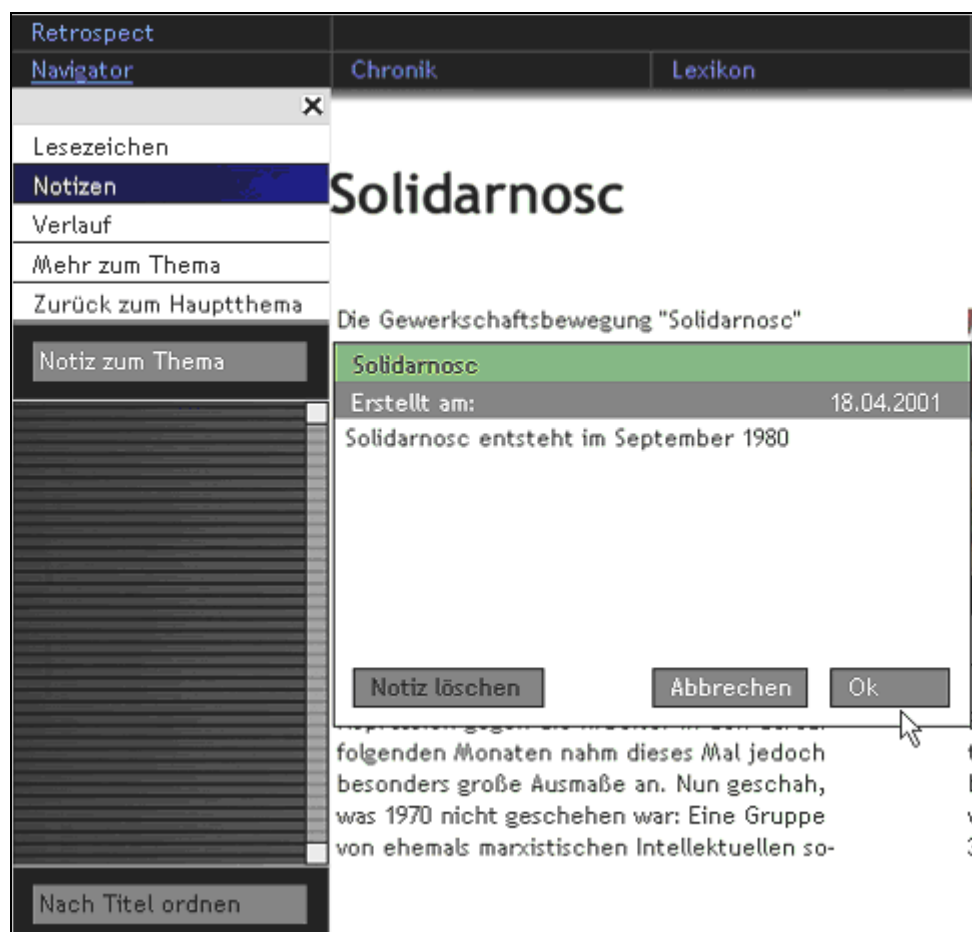 Retrospect
Navigator
Chronik
Lexikon
Lesezeichen
Notizen
Verlauf
Mehr zum Thema
Zurück zum Hauptthema
Notiz zum Thema
Nach Titel ordnen
Solidarnosc
Die Gewerkschaftsbewegung "Solidarnosc"
Solidarnosc
Erstellt am: 18.04.2001
Solidarnosc entsteht im September 1980
Notiz löschen
Abbrechen
Ok
folgenden Monaten nahm dieses Mal jedoch
besonders große Ausmaße an. Nun geschah,
was 1970 nicht geschehen war: Eine Gruppe
von ehemals marxistischen Intellektuellen so-